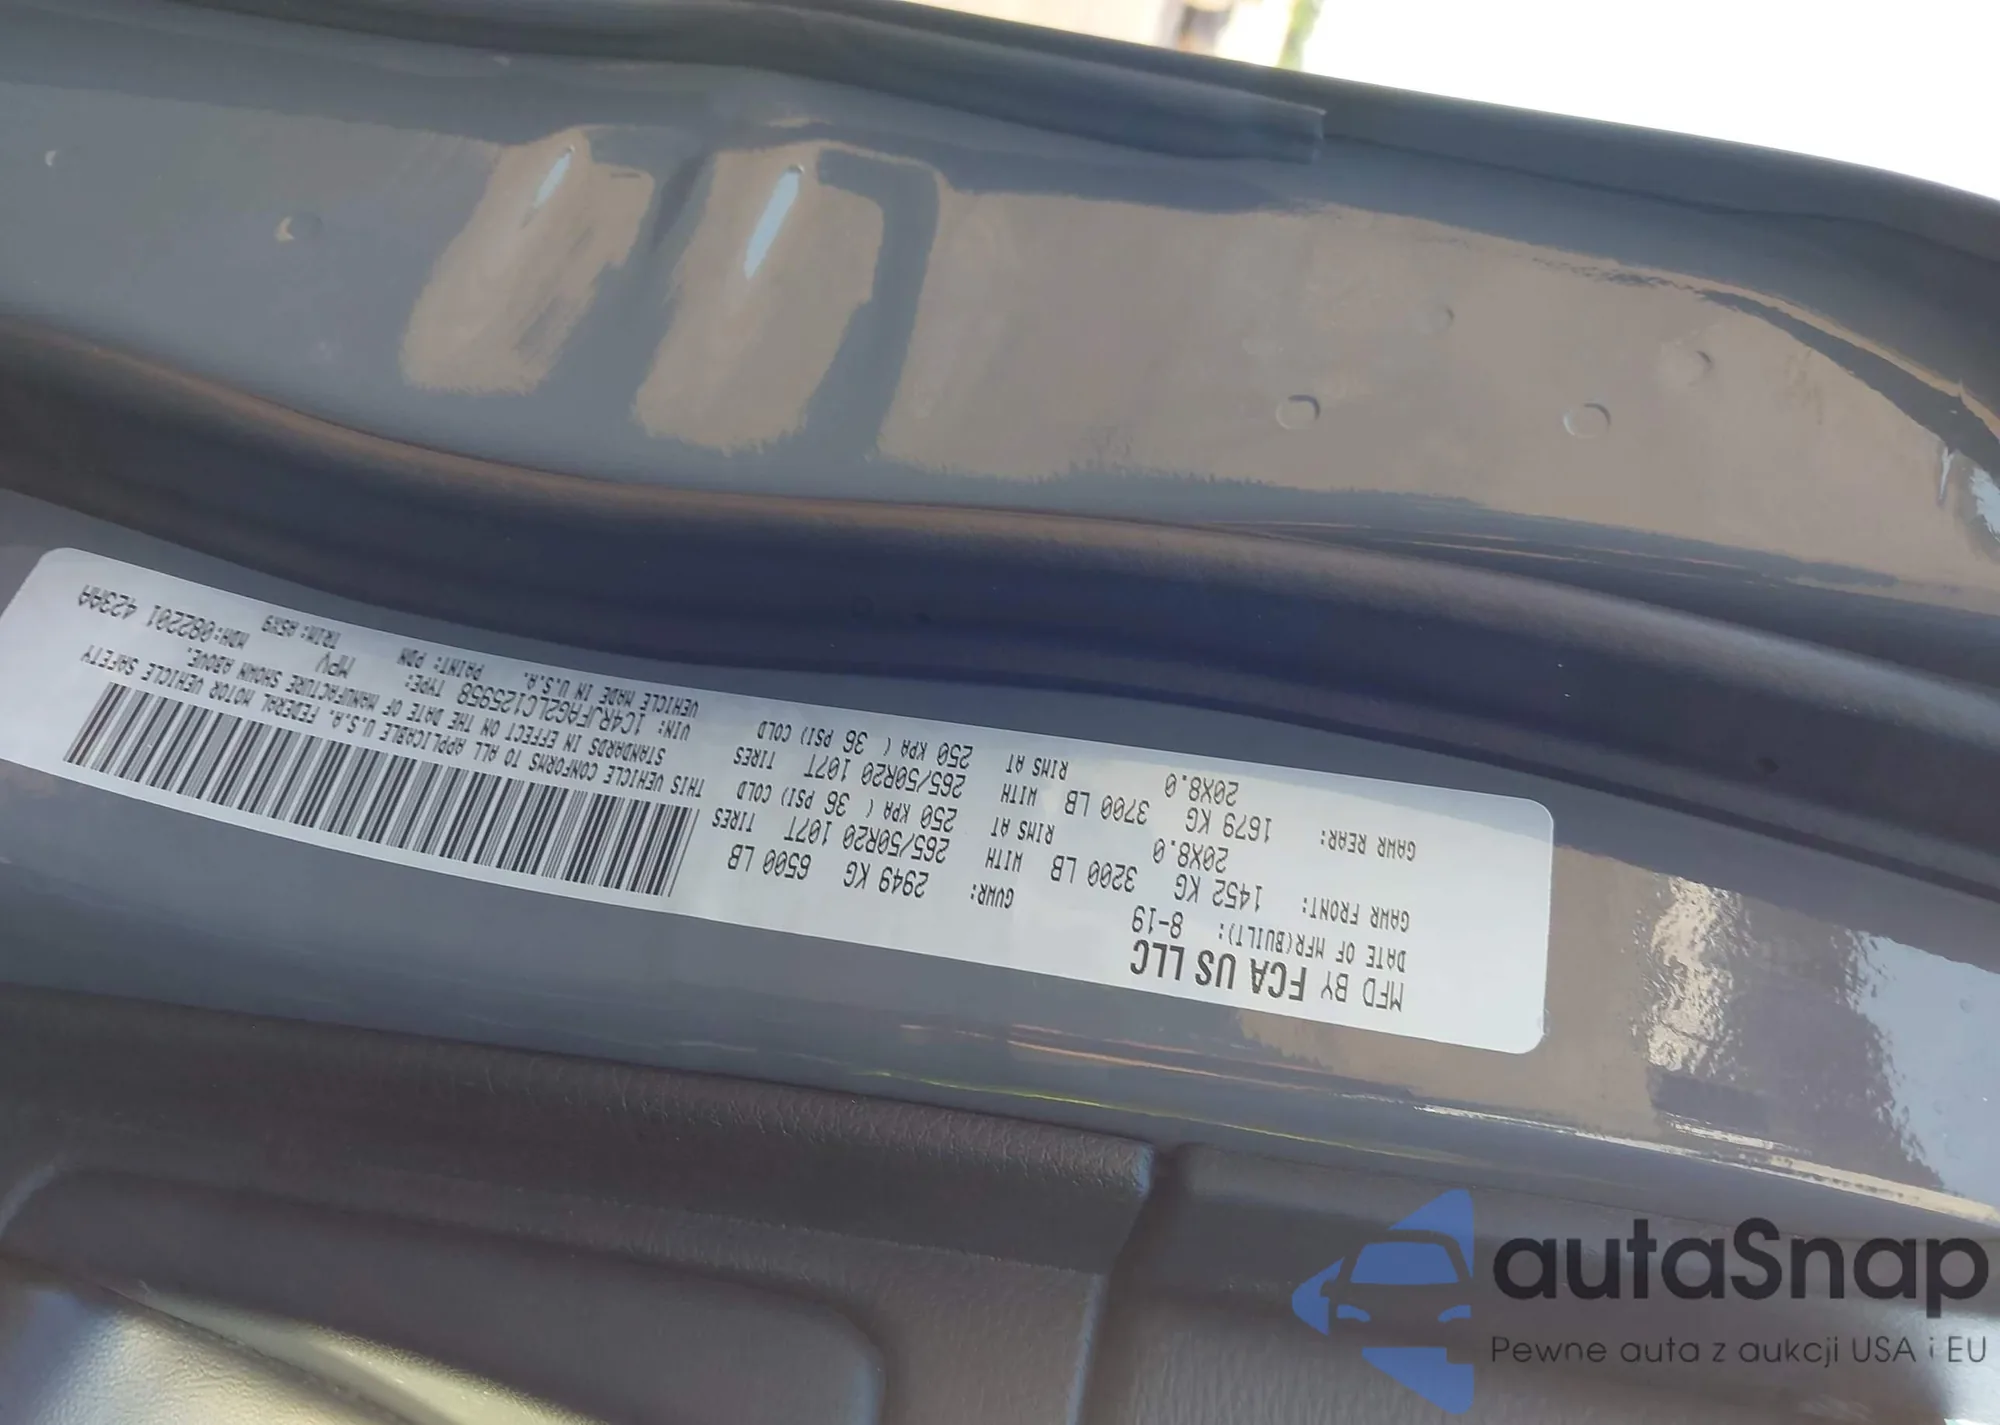 MFD BY FCA US LLC
DATE OF MFR(BUILT): 8-19
GVWR: 2949 KG 6500 LB
GAWR FRONT: 1452 KG 3200 LB WITH 265/50R20 107T TIRES
20X8.0 RIMS AT 250 KPA ( 36 PSI) COLD
GAWR REAR: 1679 KG 3700 LB WITH 265/50R20 107T TIRES
20X8.0 RIMS AT 250 KPA ( 36 PSI) COLD
THIS VEHICLE CONFORMS TO ALL APPLICABLE U.S.A. FEDERAL MOTOR VEHICLE SAFETY
STANDARDS IN EFFECT ON THE DATE OF MANUFACTURE SHOWN ABOVE.
VIN: 1C4RJFAG2LC125958 TYPE: MPV MDH:082201 423AA
VEHICLE MADE IN U.S.A. PAINT: PDN TRIM: A5X9
autaSnap
Pewne auta z aukcji USA i EU